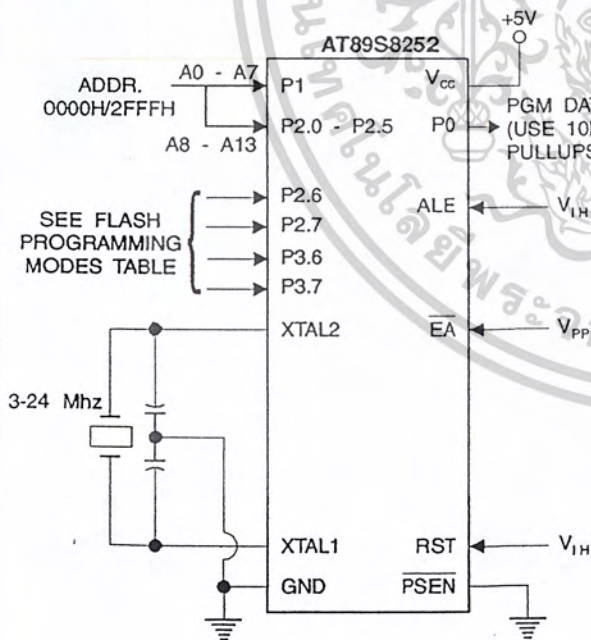 +5V
AT89S8252
ADDR.
0000H/2FFFH
A0 - A7
A8 - A13
P1
P2.0 - P2.5
P2.6
P2.7
P3.6
P3.7
SEE FLASH
PROGRAMMING
MODES TABLE
XTAL2
3-24 Mhz
XTAL1
GND
VCC
P0
PGM
(USE
ALE
VIH
EA
VPP
RST
VIH
PSEN